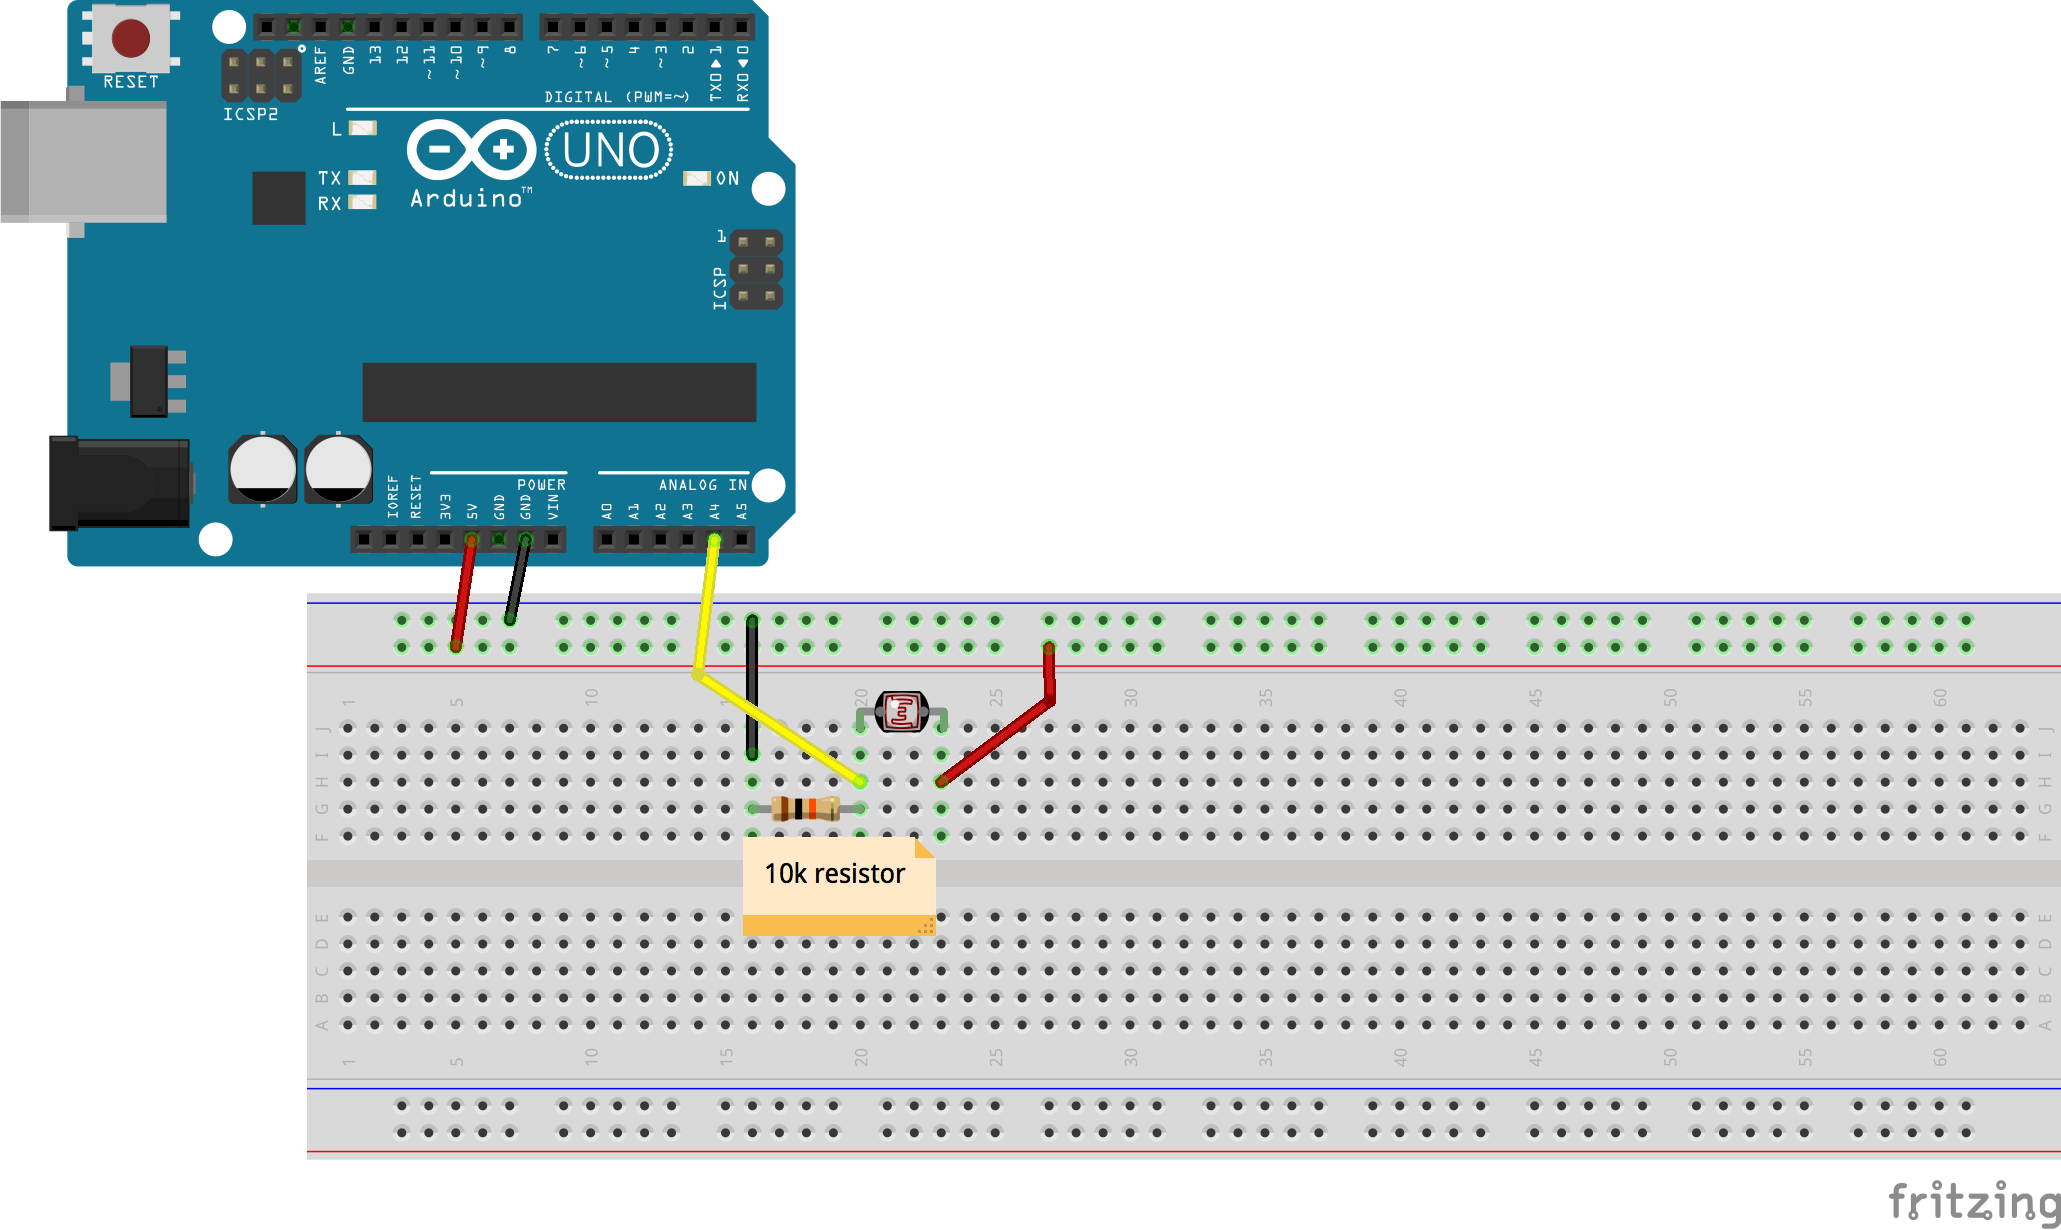 RESET
ICSP2
AREF
GND
13
12
~11
~10
~9
8
7
~6
~5
4
~3
2
TX0▶1
RX0◀0
DIGITAL (PWM=~)
L
TX
RX
UNO
Arduino™
ON
1
ICSP
IOREF
RESET
3V3
5V
GND
GND
VIN
POWER
ANALOG IN
A0
A1
A2
A3
A4
A5
1 5 10 20 25 30 35 40 45 50 55 60
J J
I I
H H
G G
F F
10k resistor
E E
D D
C C
B B
A A
1 5 10 15 20 25 30 35 40 45 50 55 60
fritzing